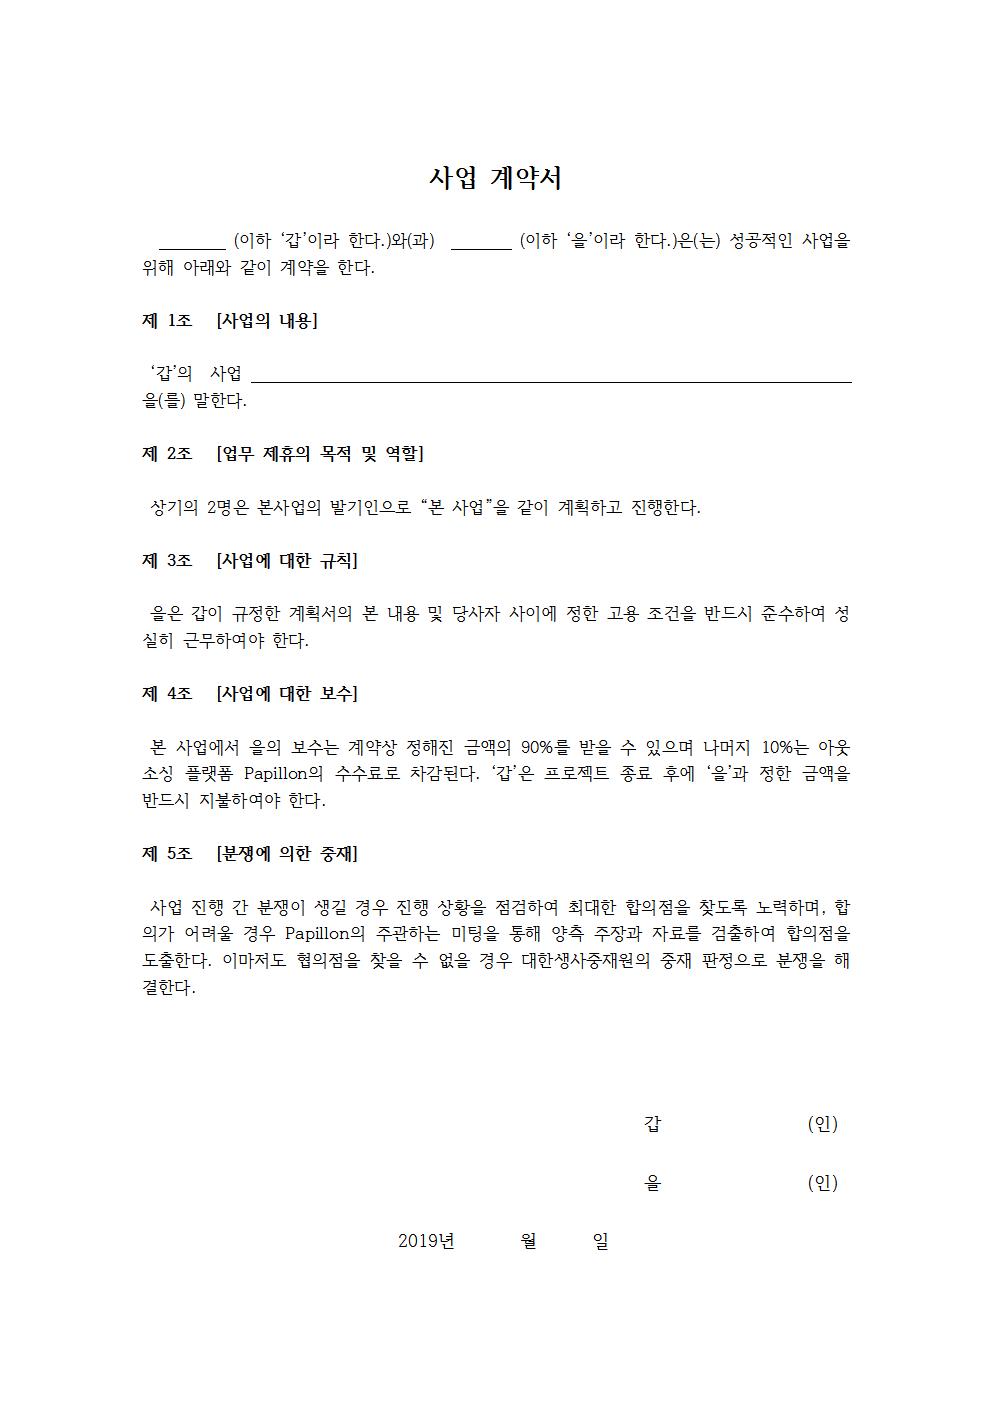 사업 계약서
______ (이하 ‘갑’이라 한다.)와(과) ______ (이하 ‘을’이라 한다.)은(는) 성공적인 사업을
위해 아래와 같이 계약을 한다.
제 1조 [사업의 내용]
‘갑’의 사업 ______
을(를) 말한다.
제 2조 [업무 제휴의 목적 및 역할]
상기의 2명은 본사업의 발기인으로 “본 사업”을 같이 계획하고 진행한다.
제 3조 [사업에 대한 규칙]
을은 갑이 규정한 계획서의 본 내용 및 당사자 사이에 정한 고용 조건을 반드시 준수하여 성
실히 근무하여야 한다.
제 4조 [사업에 대한 보수]
본 사업에서 을의 보수는 계약상 정해진 금액의 90%를 받을 수 있으며 나머지 10%는 아웃
소싱 플랫폼 Papillon의 수수료로 차감된다. ‘갑’은 프로젝트 종료 후에 ‘을’과 정한 금액을
반드시 지불하여야 한다.
제 5조 [분쟁에 의한 중재]
사업 진행 간 분쟁이 생길 경우 진행 상황을 점검하여 최대한 합의점을 찾도록 노력하며, 합
의가 어려울 경우 Papillon의 주관하는 미팅을 통해 양측 주장과 자료를 검출하여 합의점을
도출한다. 이마저도 협의점을 찾을 수 없을 경우 대한생사중재원의 중재 판정으로 분쟁을 해
결한다.
갑 (인)
을 (인)
2019년 월 일